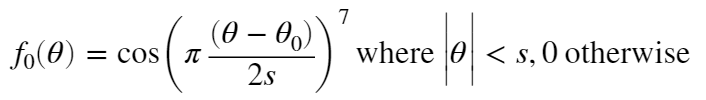 f₀(θ) = cos(π (θ − θ₀)/2s)⁷ where |θ| < s, 0 otherwise